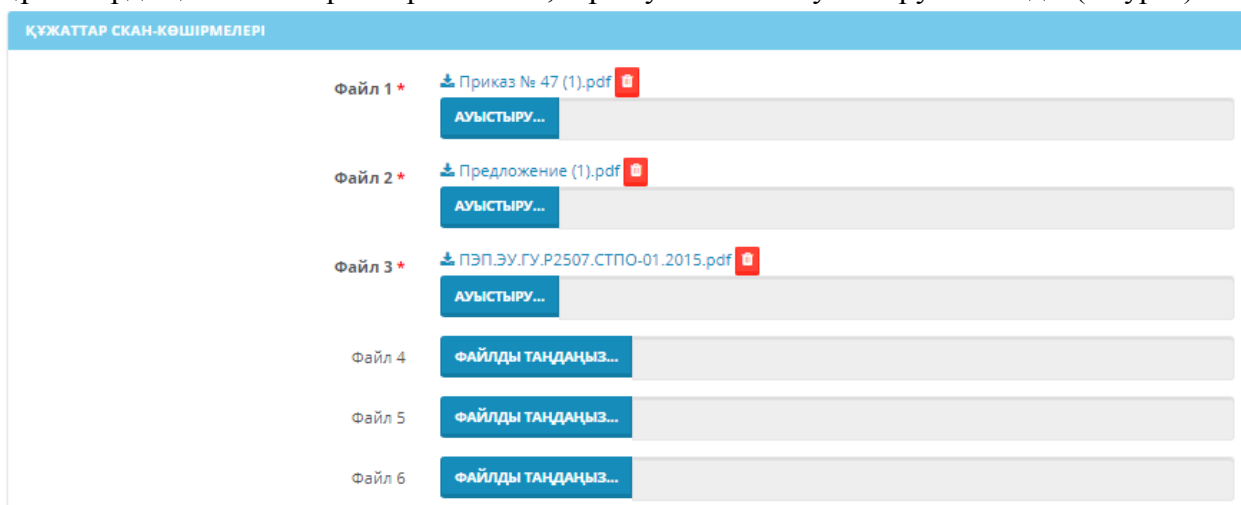 ҚҰЖАТТАР СКАН-КӨШІРМЕЛЕРІ
Файл 1 * Приказ № 47 (1).pdf
АУЫСТЫРУ...
Файл 2 * Предложение (1).pdf
АУЫСТЫРУ...
Файл 3 * ПЭП.ЭУ.ГУ.Р2507.СТПО-01.2015.pdf
АУЫСТЫРУ...
Файл 4 ФАЙЛДЫ ТАҢДАҢЫЗ...
Файл 5 ФАЙЛДЫ ТАҢДАҢЫЗ...
Файл 6 ФАЙЛДЫ ТАҢДАҢЫЗ...